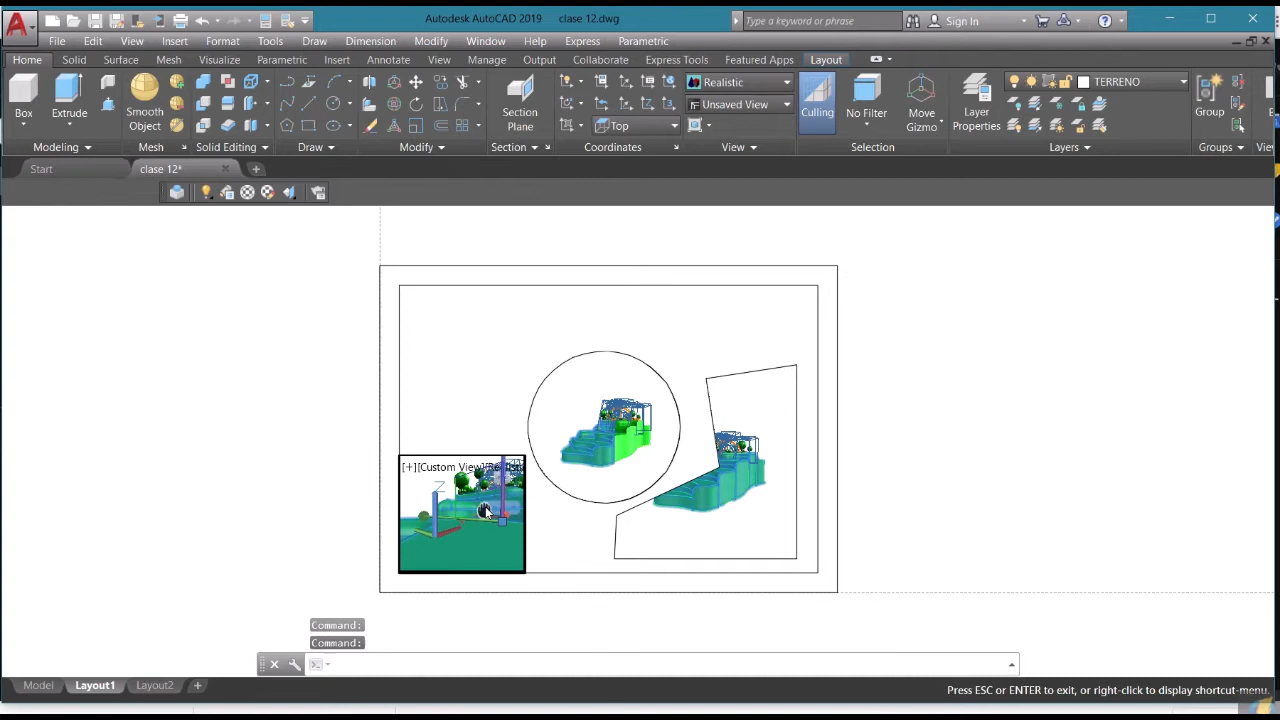 Autodesk AutoCAD 2019 clase 12.dwg
Type a keyword or phrase
Sign In
File Edit View Insert Format Tools Draw Dimension Modify Window Help Express Parametric
Home Solid Surface Mesh Visualize Parametric Insert Annotate View Manage Output Collaborate Express Tools Featured Apps Layout
Realistic
TERRENO
Unsaved View
Top
Box
Extrude
Smooth
Object
Section
Plane
Culling
No Filter
Move
Gizmo
Layer
Properties
Group
Modeling Mesh Solid Editing Draw Modify Section Coordinates View Selection Layers Groups
Start
clase 12*
[+][Custom View]
Z
Command:
Command:
Model Layout1 Layout2
Press ESC or ENTER to exit, or right-click to display shortcut-menu.